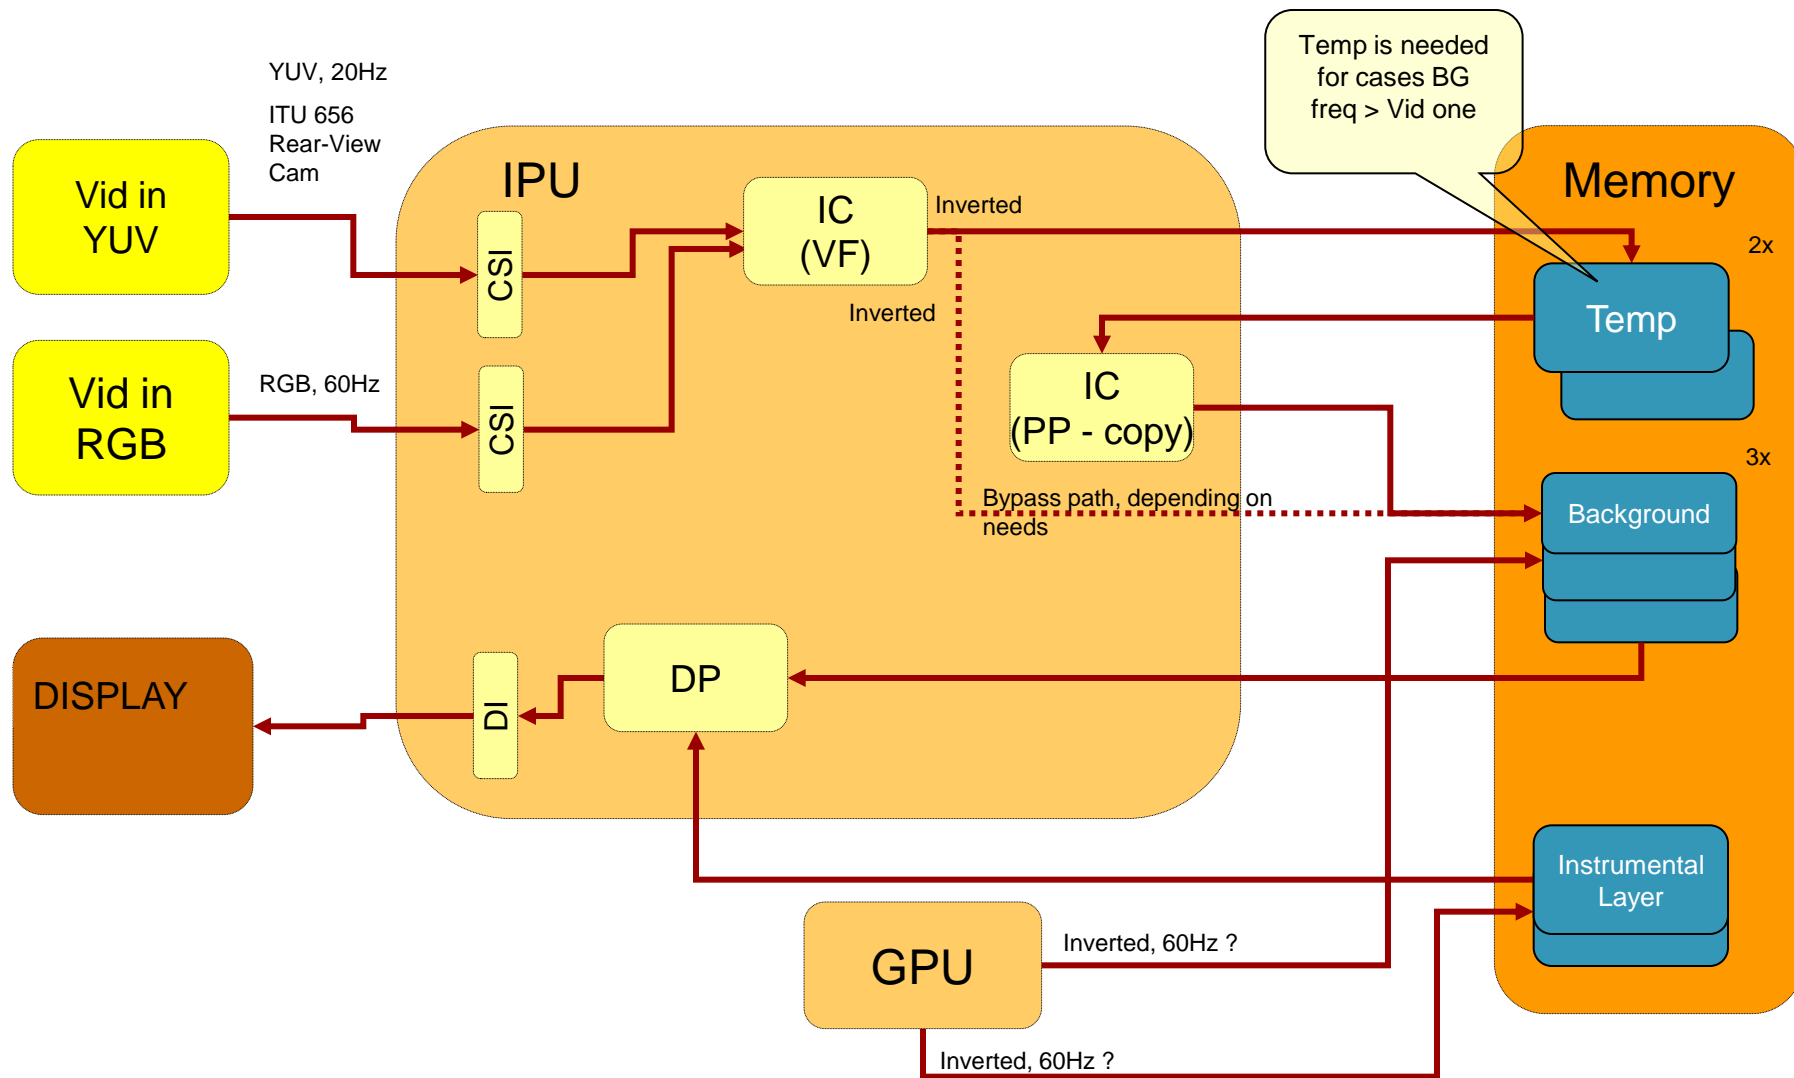 YUV, 20Hz
ITU 656
Rear-View
Cam
Vid in
YUV
Vid in
RGB
RGB, 60Hz
IPU
CSI
CSI
IC
(VF)
Inverted
Inverted
IC
(PP - copy)
Bypass path, depending on
needs
Temp is needed
for cases BG
freq > Vid one
Memory
2x
Temp
3x
Background
DISPLAY
DI
DP
Instrumental
Layer
GPU
Inverted, 60Hz ?
Inverted, 60Hz ?